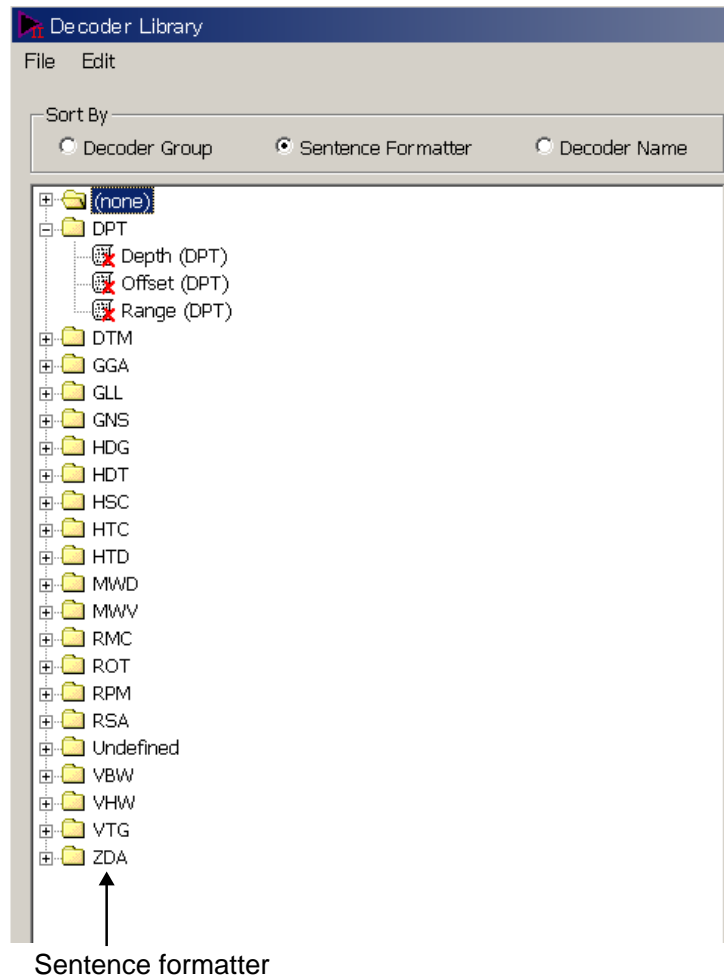 Decoder Library
File Edit
Sort By
Decoder Group Sentence Formatter Decoder Name
(none)
DPT
Depth (DPT)
Offset (DPT)
Range (DPT)
DTM
GGA
GLL
GNS
HDG
HDT
HSC
HTC
HTD
MWD
MWV
RMC
ROT
RPM
RSA
Undefined
VBW
VHW
VTG
ZDA
Sentence formatter